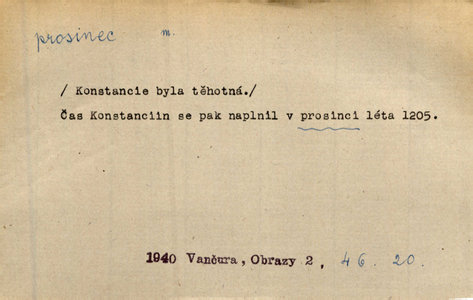 prosinec m.
/ Konstancie byla těhotná./
Čas Konstanciin se pak naplnil v prosinci léta 1205.
1940 Vančura, Obrazy 2, 46. 20.